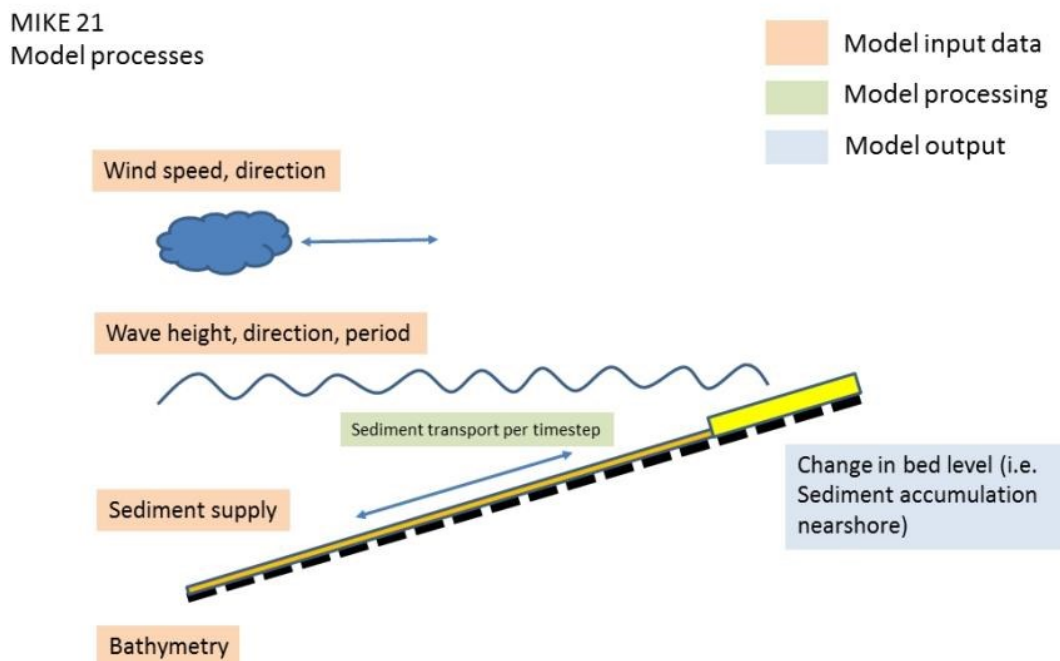 MIKE 21
Model processes
Model input data
Model processing
Model output
Wind speed, direction
Wave height, direction, period
Sediment transport per timestep
Sediment supply
Change in bed level (i.e.
Sediment accumulation
nearshore)
Bathymetry